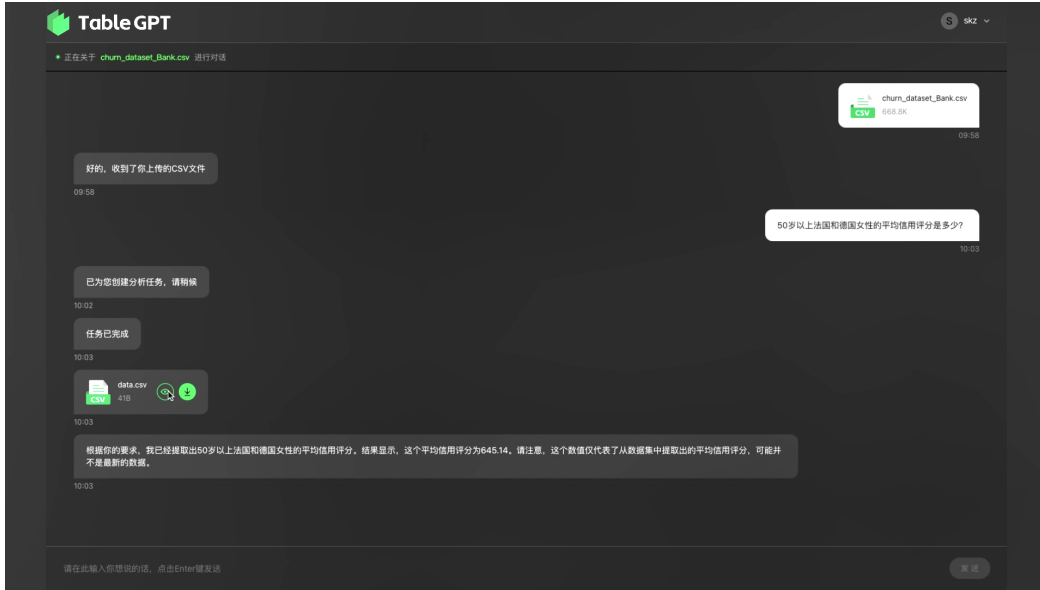 Table GPT
S skz
正在关于 churn_dataset_Bank.csv 进行对话
churn_dataset_Bank.csv
CSV 668.8K
09:58
好的，收到了你上传的CSV文件
09:58
50岁以上法国和德国女性的平均信用评分是多少？
10:03
已为您创建分析任务，请稍候
10:02
任务已完成
10:03
data.csv
CSV 41B
10:03
根据你的要求，我已经提取出50岁以上法国和德国女性的平均信用评分。结果显示，这个平均信用评分为645.14。请注意，这个数值仅代表了从数据集中提取出的平均信用评分，可能并
不是最新的数据。
10:03
请在此输入你想说的话，点击Enter键发送
发送